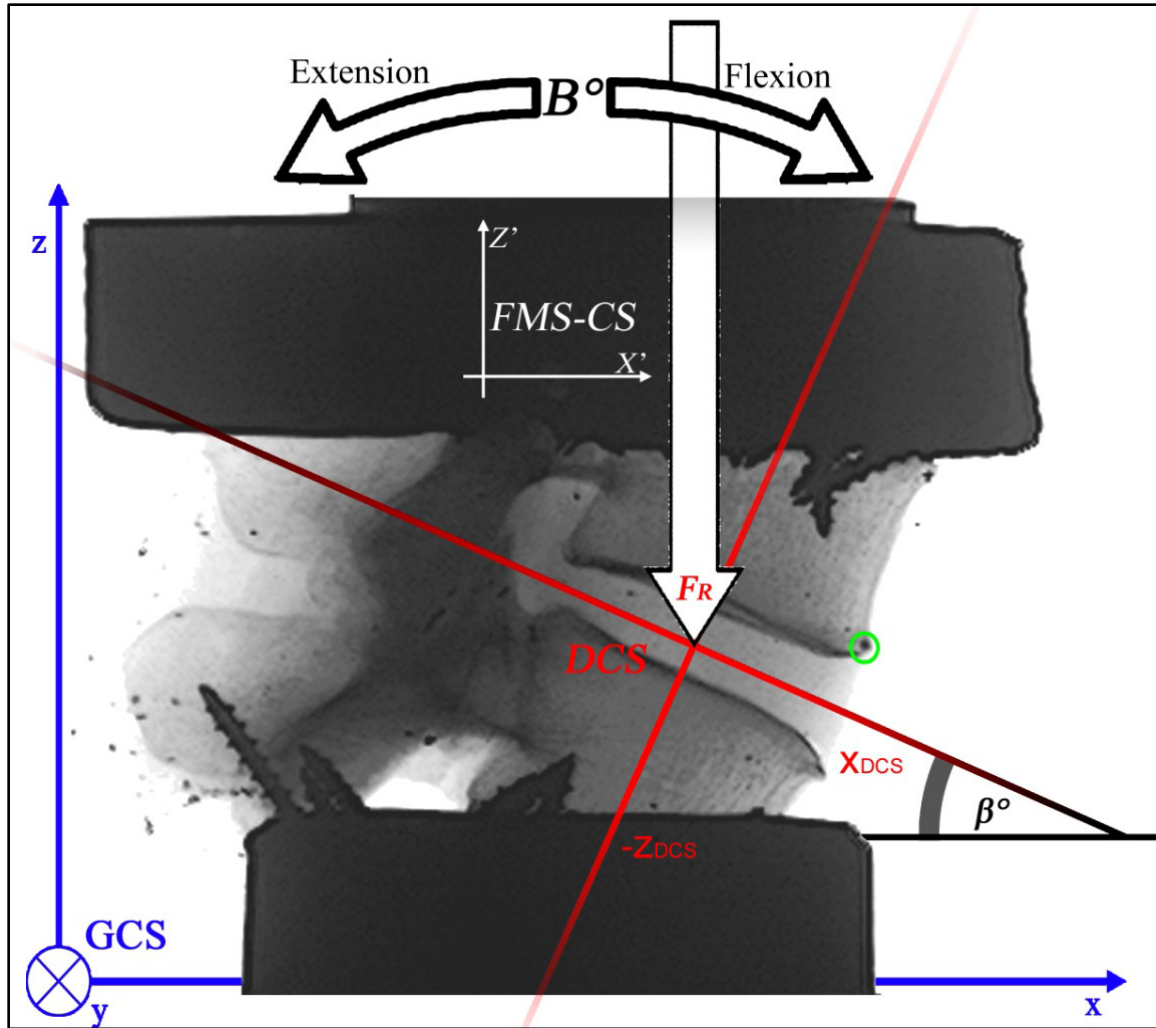 Extension
B°
Flexion
z
Z'
FMS-CS
X'
FR
DCS
XDCS
β°
-ZDCS
GCS
y
x